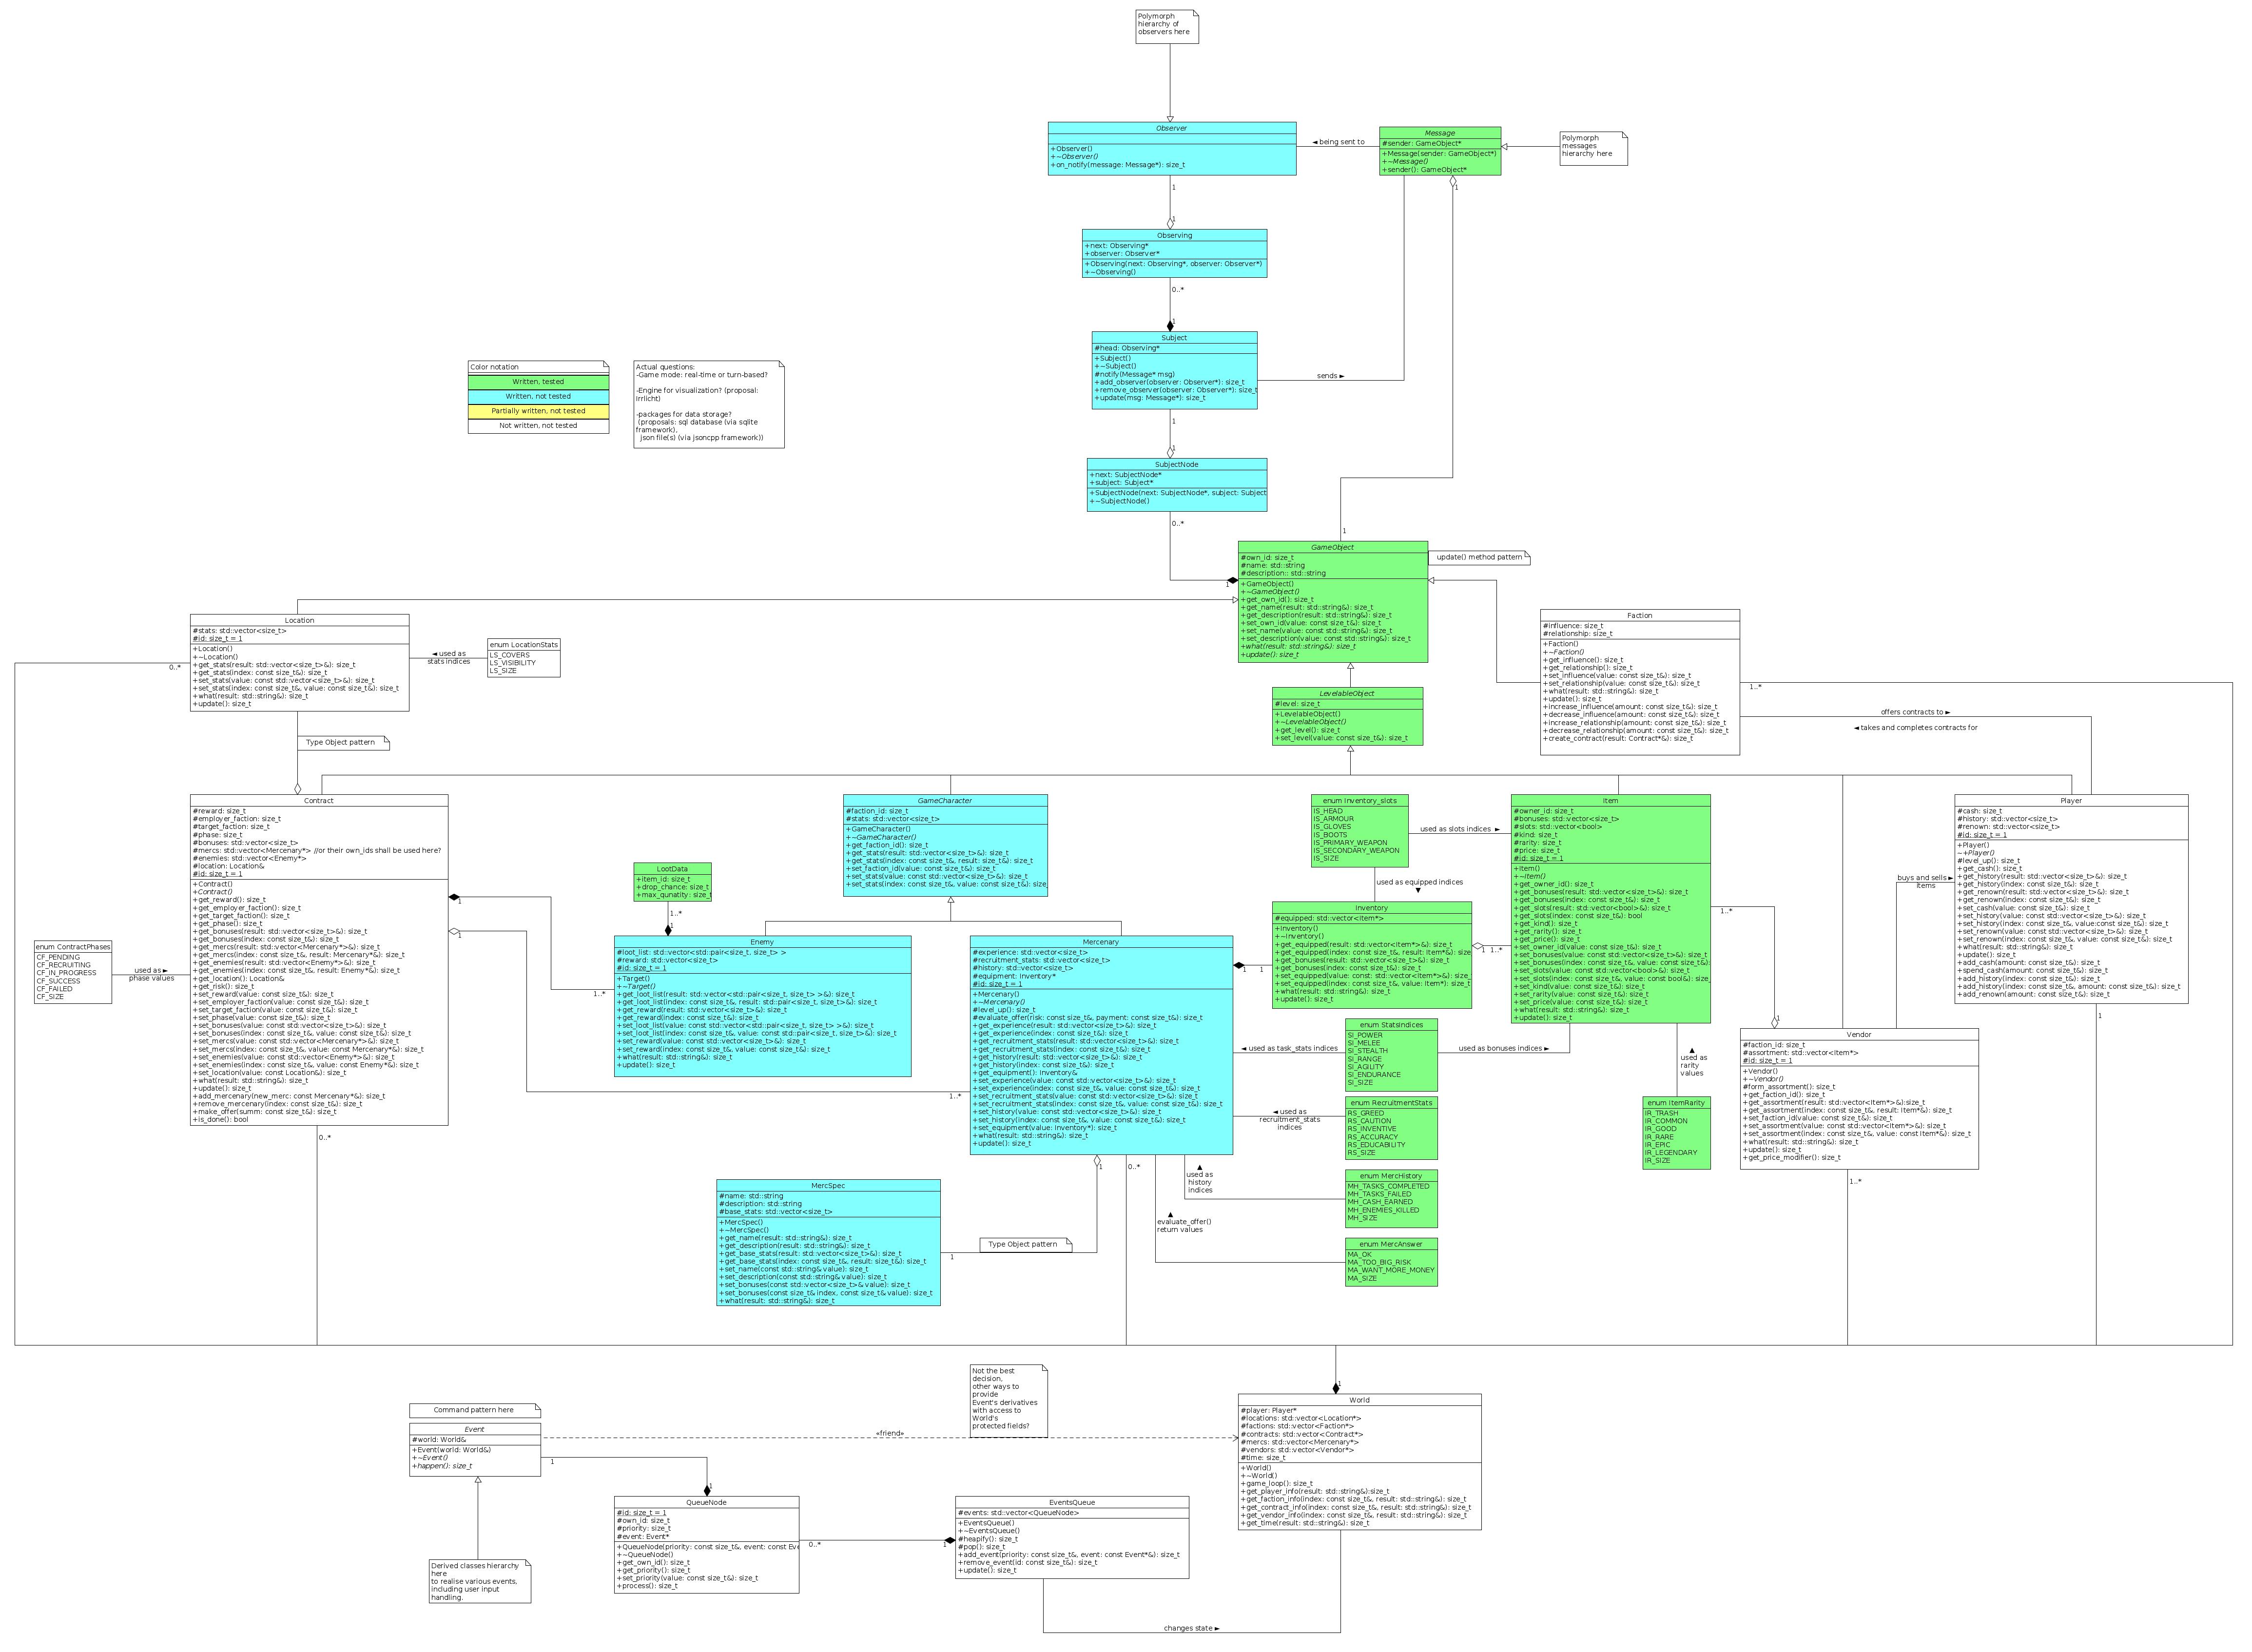 Polymorph
hierarchy of
observers here
Observer
+Observer()
+~Observer()
+on_notify(message: Message*): size_t
◄ being sent to
Message
#sender: GameObject*
+Message(sender: GameObject*)
+~Message()
+sender(): GameObject*
Polymorph
messages
hierarchy here
1
1
1
Observing
+next: Observing*
+observer: Observer*
+Observing(next: Observing*, observer: Observer*)
+~Observing()
0..*
1
Subject
#head: Observing*
+Subject()
+~Subject()
#notify(Message* msg)
+add_observer(observer: Observer*): size_t
+remove_observer(observer: Observer*): size_t
+update(msg: Message*): size_t
sends ►
Color notation
Written, tested
Written, not tested
Partially written, not tested
Not written, not tested
Actual questions:
-Game mode: real-time or turn-based?
-Engine for visualization? (proposal:
Irrlicht)
-packages for data storage?
(proposals: sql database (via sqlite
framework),
json file(s) (via jsoncpp framework))
1
1
SubjectNode
+next: SubjectNode*
+subject: Subject*
+SubjectNode(next: SubjectNode*, subject: Subject
+~SubjectNode()
0..*
1
1
GameObject
#own_id: size_t
#name: std::string
#description:: std::string
+GameObject()
+~GameObject()
+get_own_id(): size_t
+get_name(result: std::string&): size_t
+get_description(result: std::string&): size_t
+set_own_id(value: const size_t&): size_t
+set_name(value: const std::string&): size_t
+set_description(value: const std::string&): size_t
+what(result: std::string&): size_t
+update(): size_t
update() method pattern
Location
#stats: std::vector<size_t>
#id: size_t = 1
+Location()
+~Location()
+get_stats(result: std::vector<size_t>&): size_t
+get_stats(index: const size_t&): size_t
+set_stats(value: const std::vector<size_t>&): size_t
+set_stats(index: const size_t&, value: const size_t&): size_t
+what(result: std::string&): size_t
+update(): size_t
0..*
◄ used as
stats indices
enum LocationStats
LS_COVERS
LS_VISIBILITY
LS_SIZE
Faction
#influence: size_t
#relationship: size_t
+Faction()
+~Faction()
+get_influence(): size_t
+get_relationship(): size_t
+set_influence(value: const size_t&): size_t
+set_relationship(value: const size_t&): size_t
+what(result: std::string&): size_t
+update(): size_t
+increase_influence(amount: const size_t&): size_t
+decrease_influence(amount: const size_t&): size_t
+increase_relationship(amount: const size_t&): size_t
+decrease_relationship(amount: const size_t&): size_t
+create_contract(result: Contract*&): size_t
1..*
offers contracts to ►
◄ takes and completes contracts for
LevelableObject
#level: size_t
+LevelableObject()
+~LevelableObject()
+get_level(): size_t
+set_level(value: const size_t&): size_t
Type Object pattern
Contract
#reward: size_t
#employer_faction: size_t
#target_faction: size_t
#phase: size_t
#bonuses: std::vector<size_t>
#mercs: std::vector<Mercenary*> //or their own_ids shall be used here?
#enemies: std::vector<Enemy*>
#location: Location&
#id: size_t = 1
+Contract()
+Contract()
+get_reward(): size_t
+get_employer_faction(): size_t
+get_target_faction(): size_t
+get_phase(): size_t
+get_bonuses(result: std::vector<size_t>&): size_t
+get_bonuses(index: const size_t&): size_t
+get_mercs(result: std::vector<Mercenary*>&): size_t
+get_mercs(index: const size_t&, result: Mercenary*&): size_t
+get_enemies(result: std::vector<Enemy*>&): size_t
+get_enemies(index: const size_t&, result: Enemy*&): size_t
+get_location(): Location&
+get_risk(): size_t
+set_reward(value: const size_t&): size_t
+set_employer_faction(value: const size_t&): size_t
+set_target_faction(value: const size_t&): size_t
+set_phase(value: const size_t&): size_t
+set_bonuses(value: const std::vector<size_t>&): size_t
+set_bonuses(index: const size_t&, value: const size_t&): size_t
+set_mercs(value: const std::vector<Mercenary*>&): size_t
+set_mercs(index: const size_t&, value: const Mercenary*&): size_t
+set_enemies(value: const std::vector<Enemy*>&): size_t
+set_enemies(index: const size_t&, value: const Enemy*&): size_t
+set_location(value: const Location&): size_t
+what(result: std::string&): size_t
+update(): size_t
+add_mercenary(new_merc: const Mercenary*&): size_t
+remove_mercenary(index: const size_t&): size_t
+make_offer(summ: const size_t&): size_t
+is_done(): bool
1
1
0..*
enum ContractPhases
CF_PENDING
CF_RECRUITING
CF_IN_PROGRESS
CF_SUCCESS
CF_FAILED
CF_SIZE
used as ►
phase values
GameCharacter
#faction_id: size_t
#stats: std::vector<size_t>
+GameCharacter()
+~GameCharacter()
+get_faction_id(): size_t
+get_stats(result: std::vector<size_t>&): size_t
+get_stats(index: const size_t&, result: size_t&): size_t
+set_faction_id(value: const size_t&): size_t
+set_stats(value: const std::vector<size_t>&): size_t
+set_stats(index: const size_t&, value: const size_t&): size
LootData
+item_id: size_t
+drop_chance: size_t
+max_qunatity: size_t
1..*
1
Enemy
#loot_list: std::vector<std::pair<size_t, size_t> >
#reward: std::vector<size_t>
#id: size_t = 1
+Target()
+~Target()
+get_loot_list(result: std::vector<std::pair<size_t, size_t> >&): size_t
+get_loot_list(index: const size_t&, result: std::pair<size_t, size_t>&): size_t
+get_reward(result: std::vector<size_t>&): size_t
+get_reward(index: const size_t&): size_t
+set_loot_list(value: const std::vector<std::pair<size_t, size_t> >&): size_t
+set_loot_list(index: const size_t&, value: const std::pair<size_t, size_t>&): size_t
+set_reward(value: const std::vector<size_t>&): size_t
+set_reward(index: const size_t&, value: const size_t&): size_t
+what(result: std::string&): size_t
+update(): size_t
1..*
1..*
Mercenary
#experience: std::vector<size_t>
#recruitment_stats: std::vector<size_t>
#history: std::vector<size_t>
#equipment: Inventory*
#id: size_t = 1
+Mercenary()
+~Mercenary()
#level_up(): size_t
#evaluate_offer(risk: const size_t&, payment: const size_t&): size_t
+get_experience(result: std::vector<size_t>&): size_t
+get_experience(index: const size_t&): size_t
+get_recruitment_stats(result: std::vector<size_t>&): size_t
+get_recruitment_stats(index: const size_t&): size_t
+get_history(result: std::vector<size_t>&): size_t
+get_history(index: const size_t&): size_t
+get_equipment(): Inventory&
+set_experience(value: const std::vector<size_t>&): size_t
+set_experience(index: const size_t&, value: const size_t&): size_t
+set_recruitment_stats(value: const std::vector<size_t>&): size_t
+set_recruitment_stats(index: const size_t&, value: const size_t&): size_t
+set_history(value: const std::vector<size_t>&): size_t
+set_history(index: const size_t&, value: const size_t&): size_t
+set_equipment(value: Inventory*): size_t
+what(result: std::string&): size_t
+update(): size_t
1
1
enum Inventory_slots
IS_HEAD
IS_ARMOUR
IS_GLOVES
IS_BOOTS
IS_PRIMARY_WEAPON
IS_SECONDARY_WEAPON
IS_SIZE
used as slots indices ►
used as equipped indices
▼
Inventory
#equipped: std::vector<Item*>
+Inventory()
+~Inventory()
+get_equipped(result: std::vector<Item*>&): size_t
+get_equipped(index: const size_t&, result: Item*&): size
+get_bonuses(result: std::vector<size_t>&): size_t
+get_bonuses(index: const size_t&): size_t
+set_equipped(value: const: std::vector<Item*>&): size_t
+set_equipped(index: const size_t&, value: Item*): size_t
+what(result: std::string&): size_t
+update(): size_t
1
1..*
Item
#owner_id: size_t
#bonuses: std::vector<size_t>
#slots: std::vector<bool>
#kind: size_t
#rarity: size_t
#price: size_t
#id: size_t = 1
+Item()
+~Item()
+get_owner_id(): size_t
+get_bonuses(result: std::vector<size_t>&): size_t
+get_bonuses(index: const size_t&): size_t
+get_slots(result: std::vector<bool>&): size_t
+get_slots(index: const size_t&): bool
+get_kind(): size_t
+get_rarity(): size_t
+get_price(): size_t
+set_owner_id(value: const size_t&): size_t
+set_bonuses(value: const std::vector<size_t>&): size_t
+set_bonuses(index: const size_t&, value: const size_t&):
+set_slots(value: const std::vector<bool>&): size_t
+set_slots(index: const size_t&, value: const bool&): size_
+set_kind(value: const size_t&): size_t
+set_rarity(value: const size_t&): size_t
+set_price(value: const size_t&): size_t
+what(result: std::string&): size_t
+update(): size_t
1..*
buys and sells ►
items
Player
#cash: size_t
#history: std::vector<size_t>
#renown: std::vector<size_t>
#id: size_t = 1
+Player()
~+Player()
#level_up(): size_t
+get_cash(): size_t
+get_history(result: std::vector<size_t>&): size_t
+get_history(index: const size_t&): size_t
+get_renown(result: std::vector<size_t>&): size_t
+get_renown(index: const size_t&): size_t
+set_cash(value: const size_t&): size_t
+set_history(value: const std::vector<size_t>&): size_t
+set_history(index: const size_t&, value:const size_t&): size_t
+set_renown(value: const std::vector<size_t>&): size_t
+set_renown(index: const size_t&, value: const size_t&): size_t
+what(result: std::string&): size_t
+update(): size_t
+add_cash(amount: const size_t&): size_t
+spend_cash(amount: const size_t&): size_t
+add_history(index: const size_t&): size_t
+add_history(index: const size_t&, amount: const size_t&): size_t
+add_renown(amount: const size_t&): size_t
1
1
Vendor
#faction_id: size_t
#assortment: std::vector<Item*>
#id: size_t = 1
+Vendor()
+~Vendor()
#form_assortment(): size_t
+get_faction_id(): size_t
+get_assortment(result: std::vector<Item*>&):size_t
+get_assortment(index: const size_t&, result: Item*&): size_t
+set_faction_id(value: const size_t&): size_t
+set_assortment(value: const std::vector<Item*>&): size_t
+set_assortment(index: const size_t&, value: const Item*&): size_t
+what(result: std::string&): size_t
+update(): size_t
+get_price_modifier(): size_t
1..*
◄ used as task_stats indices
enum StatsIndices
SI_POWER
SI_MELEE
SI_STEALTH
SI_RANGE
SI_AGILITY
SI_ENDURANCE
SI_SIZE
used as bonuses indices ►
▲
used as
rarity
values
enum ItemRarity
IR_TRASH
IR_COMMON
IR_GOOD
IR_RARE
IR_EPIC
IR_LEGENDARY
IR_SIZE
◄ used as
recruitment_stats
indices
enum RecruitmentStats
RS_GREED
RS_CAUTION
RS_INVENTIVE
RS_ACCURACY
RS_EDUCABILITY
RS_SIZE
▲
used as
history
indices
enum MercHistory
MH_TASKS_COMPLETED
MH_TASKS_FAILED
MH_CASH_EARNED
MH_ENEMIES_KILLED
MH_SIZE
▲
evaluate_offer()
return values
enum MercAnswer
MA_OK
MA_TOO_BIG_RISK
MA_WANT_MORE_MONEY
MA_SIZE
1
0..*
MercSpec
#name: std::string
#description: std::string
#base_stats: std::vector<size_t>
+MercSpec()
+~MercSpec()
+get_name(result: std::string&): size_t
+get_description(result: std::string&): size_t
+get_base_stats(result: std::vector<size_t>&): size_t
+get_base_stats(index: const size_t&, result: size_t&): size_t
+set_name(const std::string& value): size_t
+set_description(const std::string& value): size_t
+set_bonuses(const std::vector<size_t>& value): size_t
+set_bonuses(const size_t& index, const size_t& value): size_t
+what(result: std::string&): size_t
1
Type Object pattern
Not the best
decision,
other ways to
provide
Event's derivatives
with access to
World's
protected fields?
Command pattern here
Event
#world: World&
+Event(world: World&)
+~Event()
+happen(): size_t
«friend»
1
World
#player: Player*
#locations: std::vector<Location*>
#factions: std::vector<Faction*>
#contracts: std::vector<Contract*>
#mercs: std::vector<Mercenary*>
#vendors: std::vector<Vendor*>
#time: size_t
+World()
+~World()
+game_loop(): size_t
+get_player_info(result: std::string&):size_t
+get_faction_info(index: const size_t&, result: std::string&): size_t
+get_contract_info(index: const size_t&, result: std::string&): size_t
+get_vendor_info(index: const size_t&, result: std::string&): size_t
+get_time(result: std::string&): size_t
1
1
QueueNode
#id: size_t = 1
#own_id: size_t
#priority: size_t
#event: Event*
+QueueNode(priority: const size_t&, event: const Eve
+~QueueNode()
+get_own_id(): size_t
+get_priority(): size_t
+set_priority(value: const size_t&): size_t
+process(): size_t
0..*
1
EventsQueue
#events: std::vector<QueueNode>
+EventsQueue()
+~EventsQueue()
#heapify(): size_t
#pop(): size_t
+add_event(priority: const size_t&, event: const Event*&): size_t
+remove_event(id: const size_t&): size_t
+update(): size_t
Derived classes hierarchy
here
to realise various events,
including user input
handling.
changes state ►